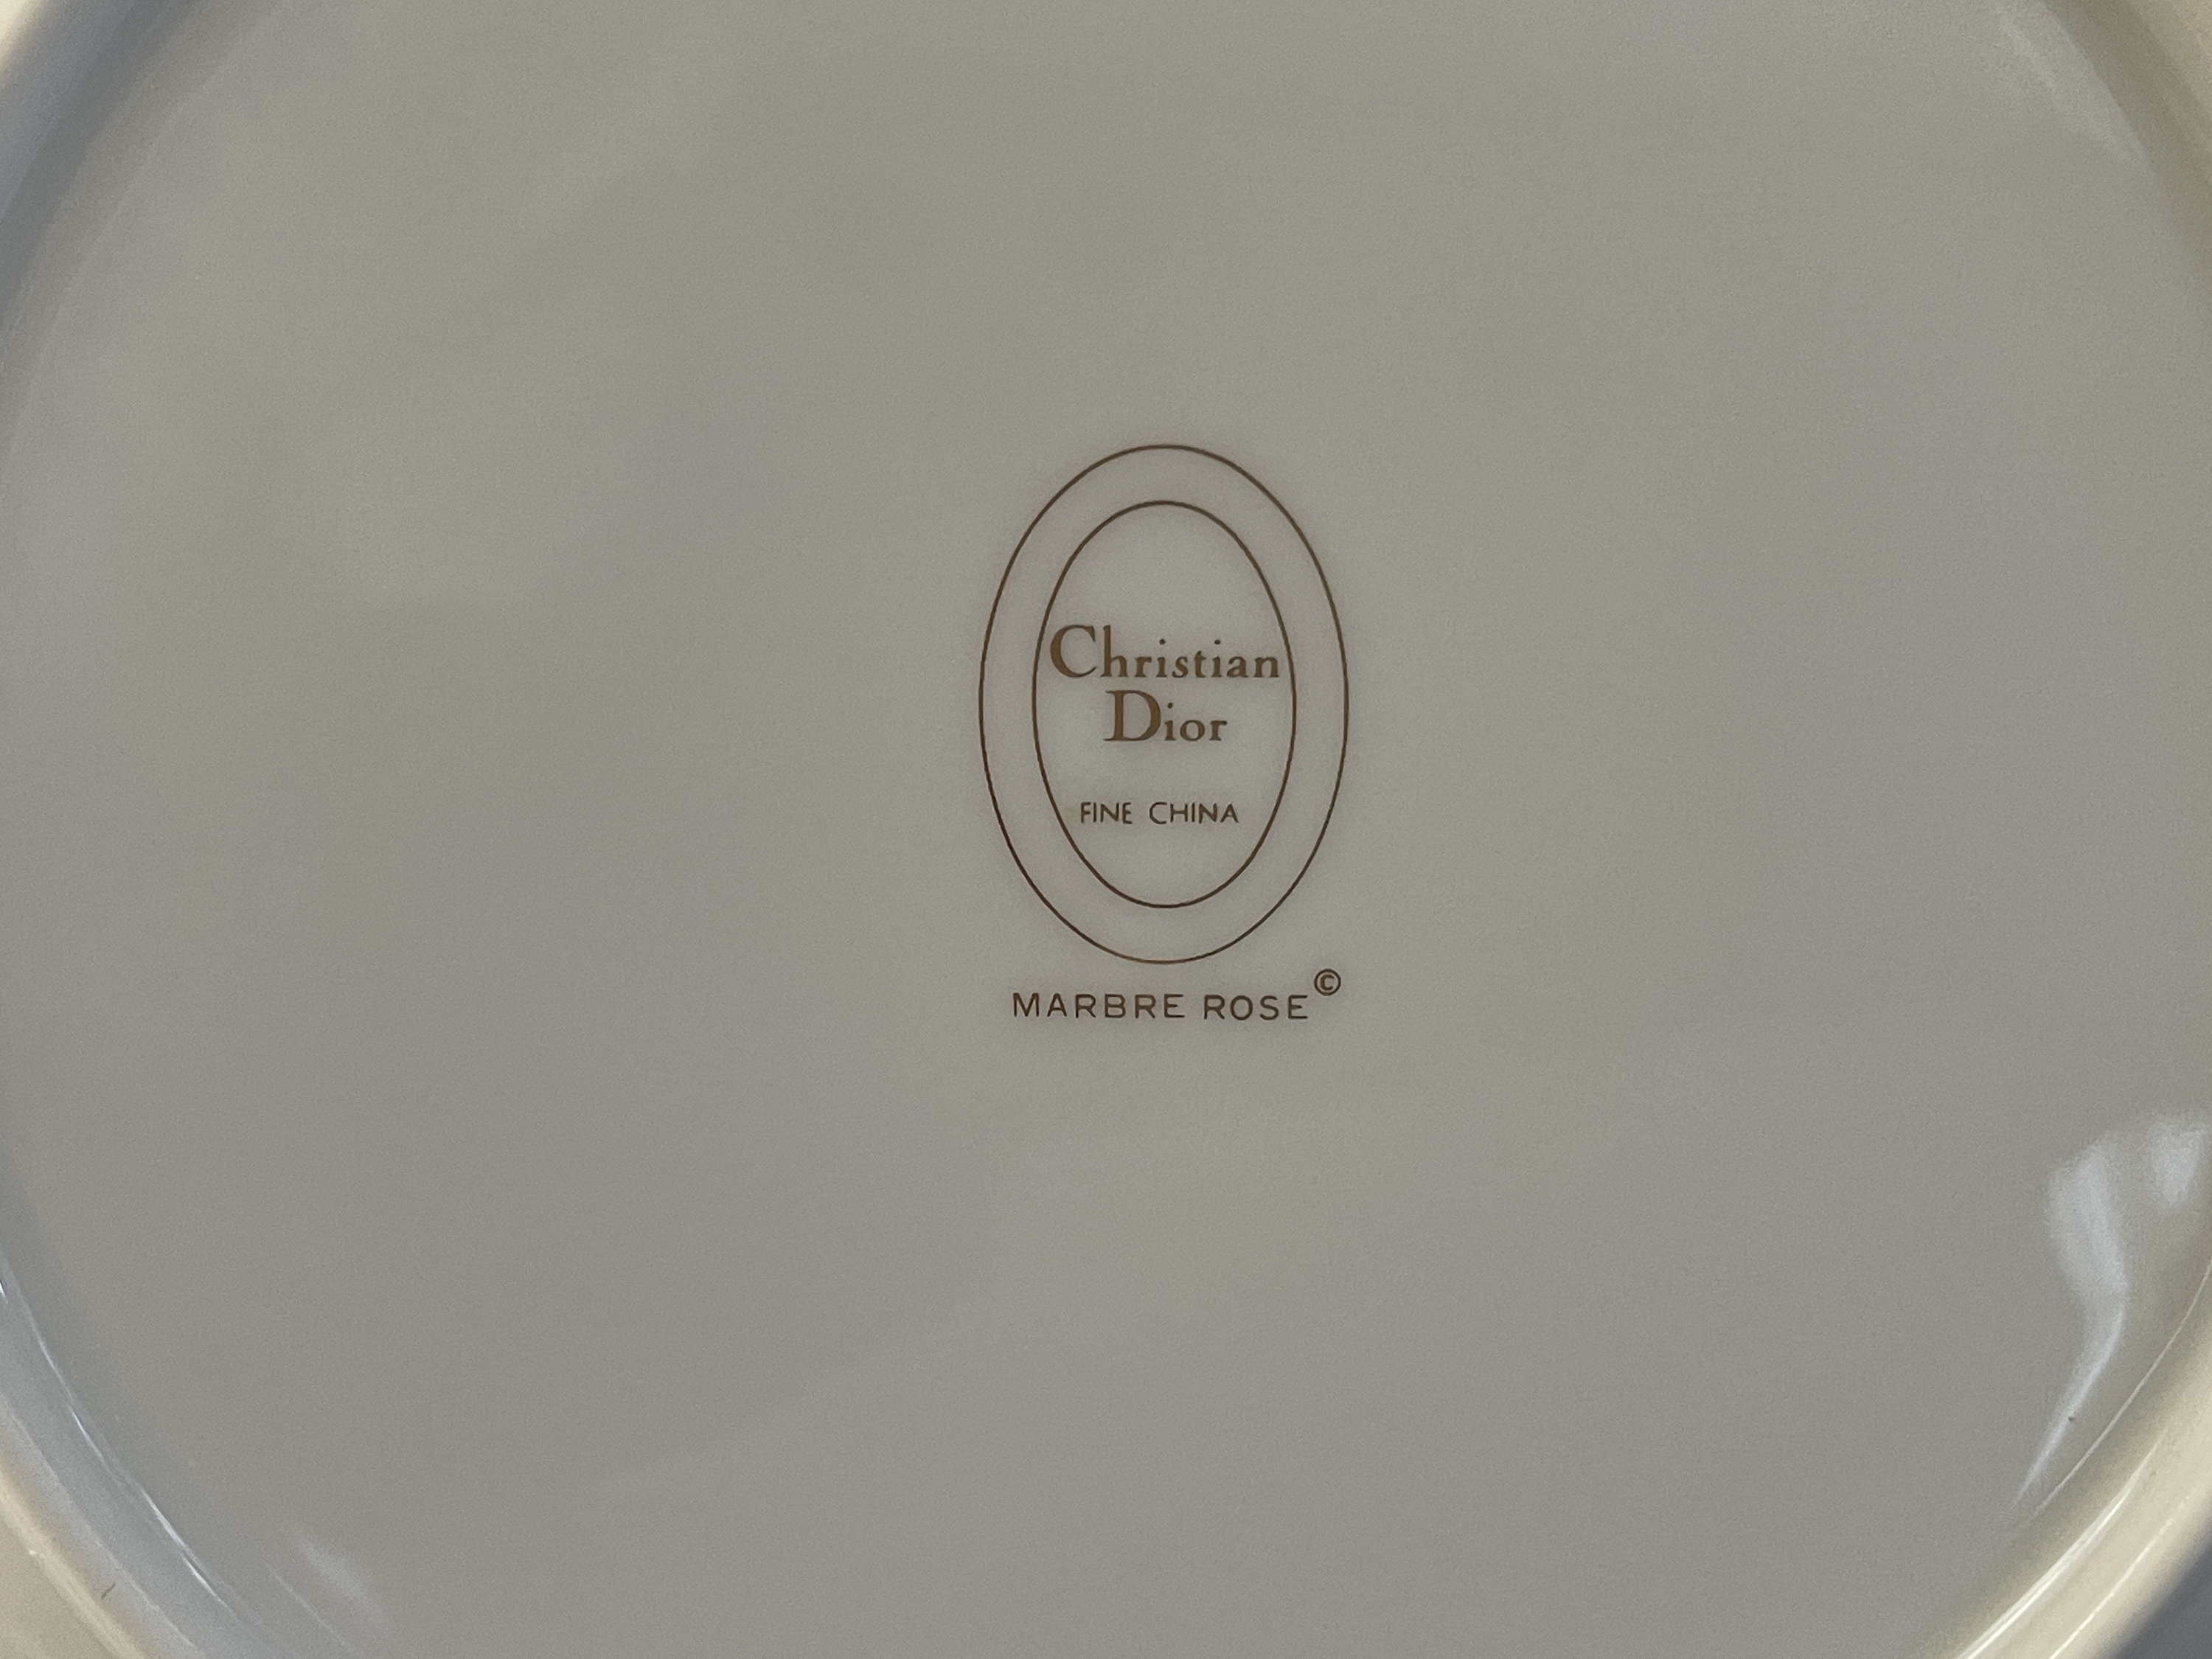 Christian
Dior
FINE CHINA
MARBRE ROSE©